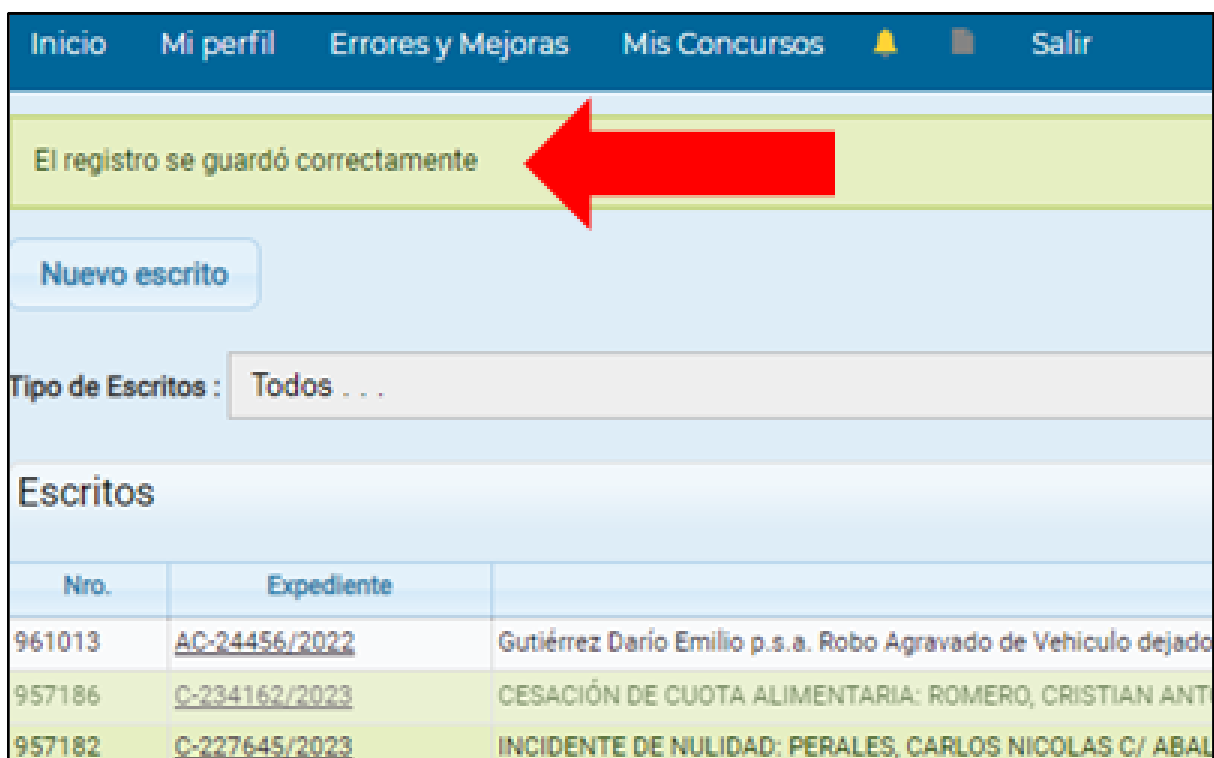 Inicio Mi perfil Errores y Mejoras Mis Concursos Salir
El registro se guardó correctamente
Nuevo escrito
Tipo de Escritos : Todos . . .
Escritos
Nro. Expediente
961013 AC-24456/2022 Gutiérrez Darío Emilio p.s.a. Robo Agravado de Vehiculo dejado
957186 C-234162/2023 CESACIÓN DE CUOTA ALIMENTARIA: ROMERO, CRISTIAN ANTO
957182 C-227645/2023 INCIDENTE DE NULIDAD: PERALES, CARLOS NICOLAS C/ ABAL